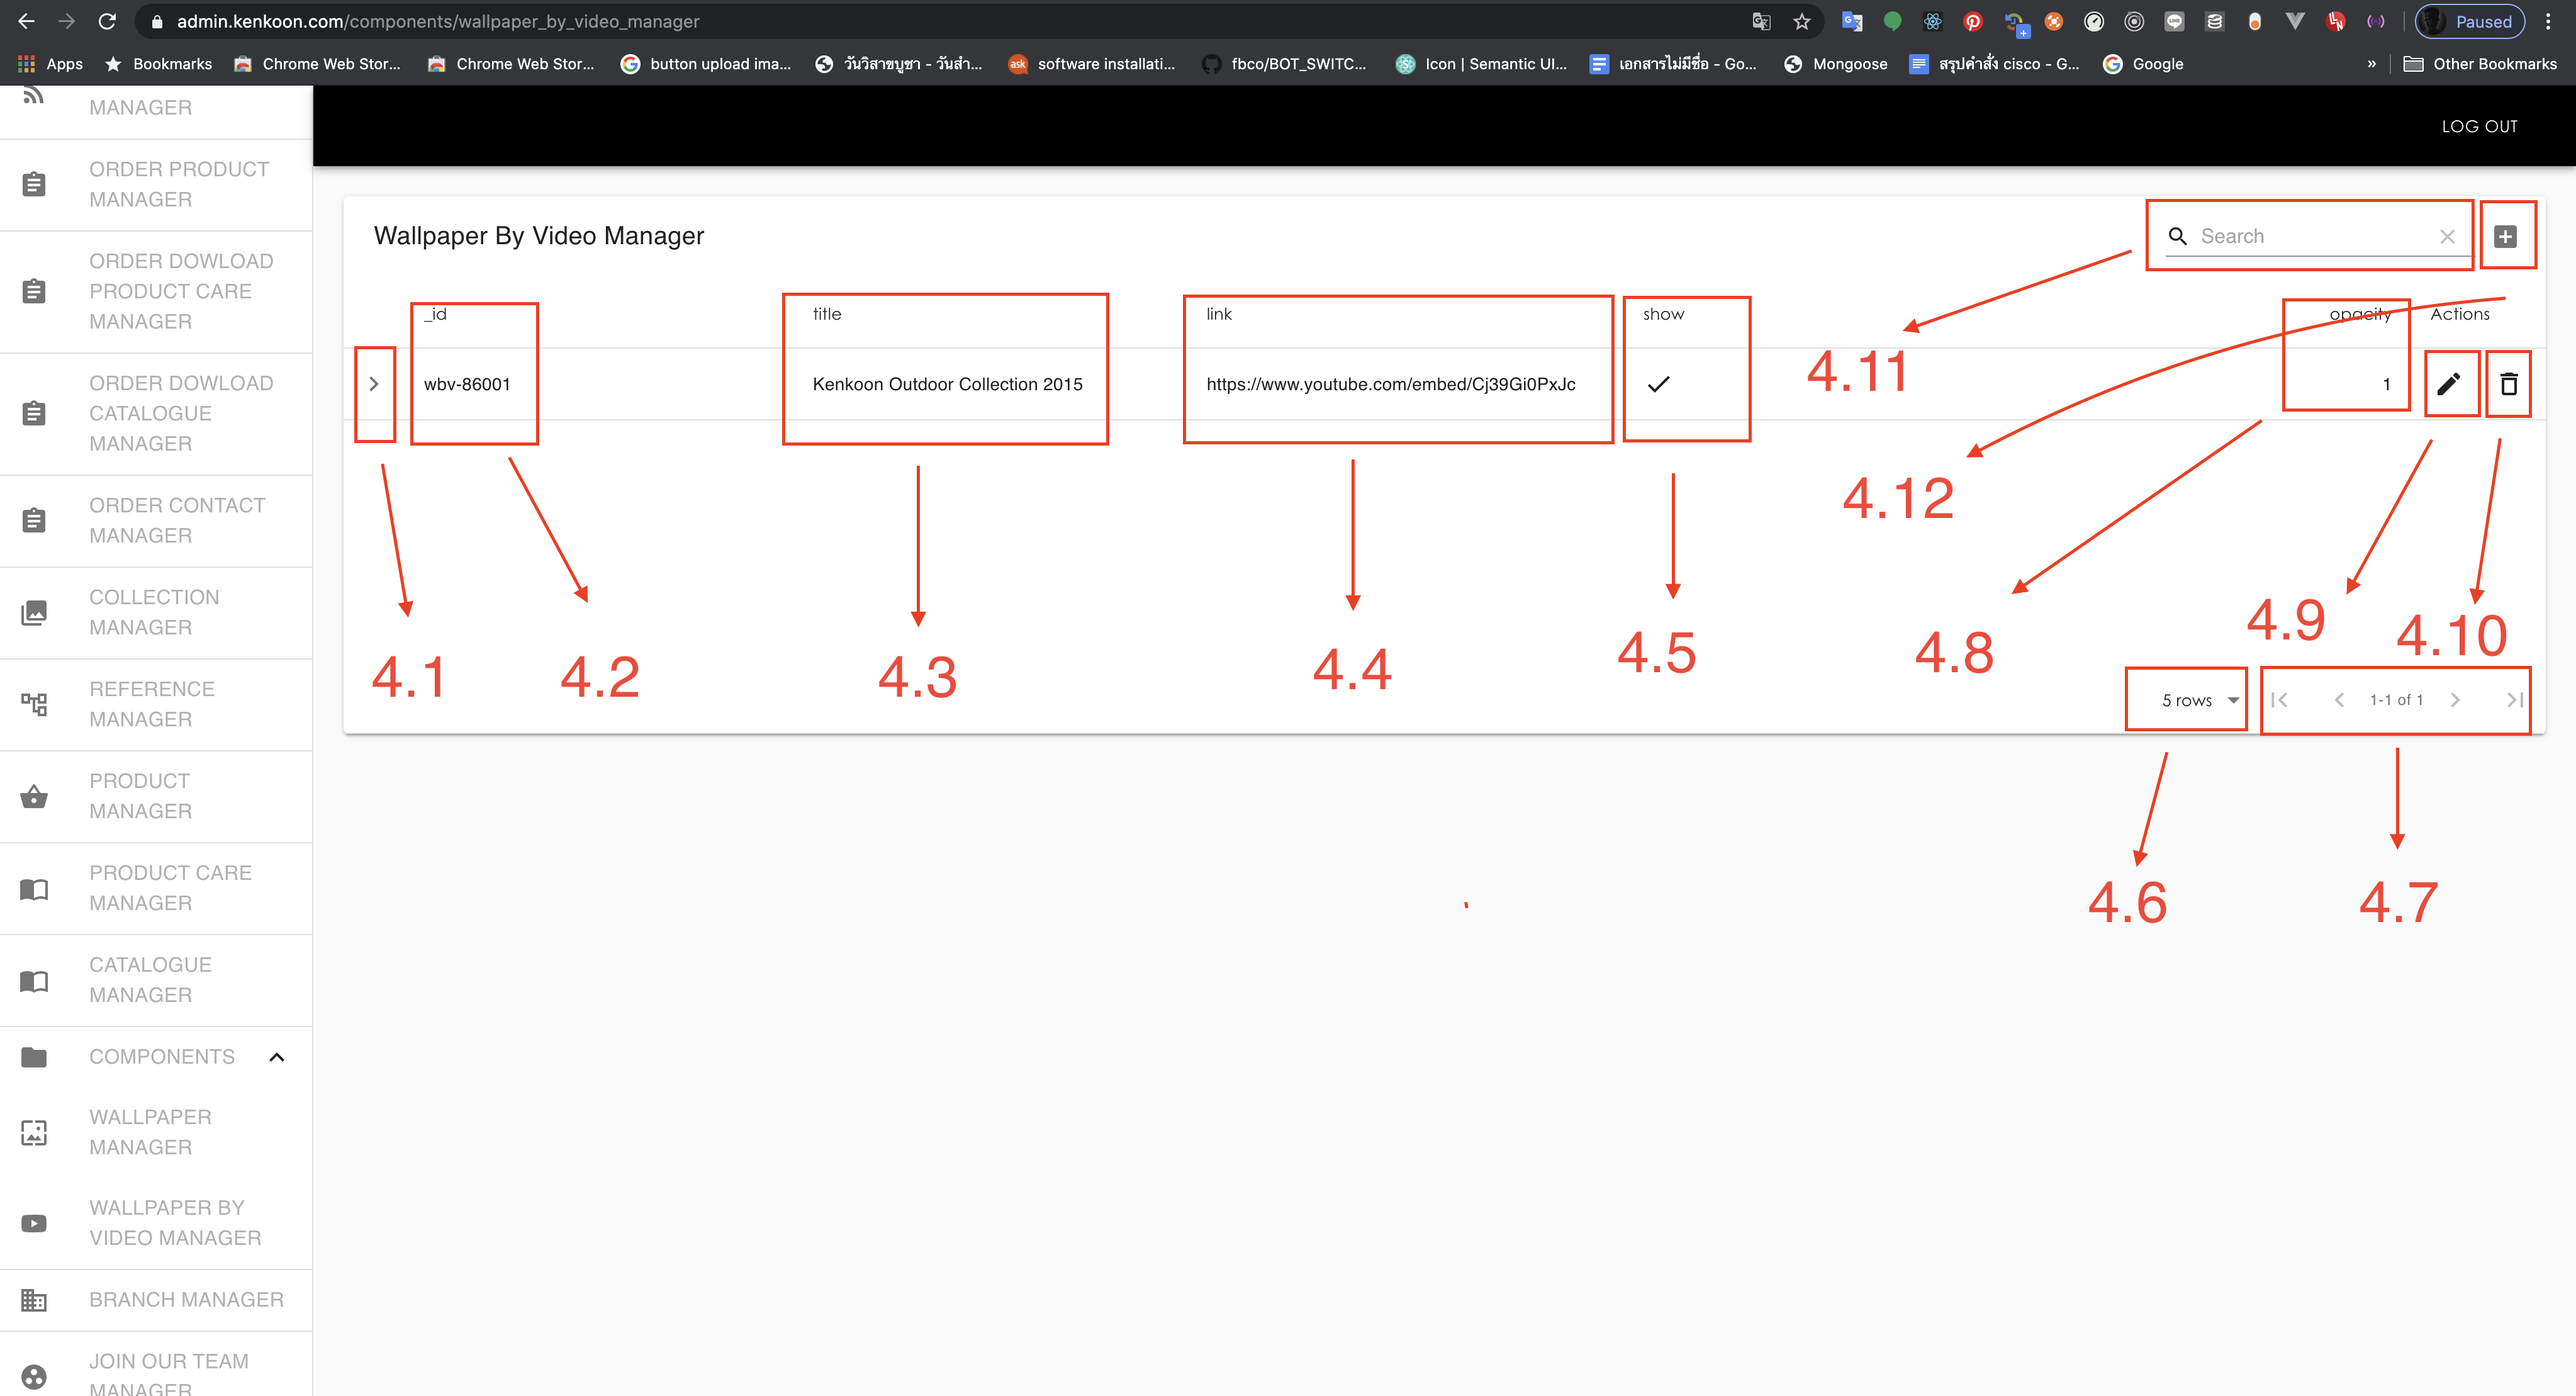 admin.kenkoon.com/components/wallpaper_by_video_manager
Paused
Apps
Bookmarks
Chrome Web Stor...
Chrome Web Stor...
button upload ima...
วันวิสาขบูชา - วันสำ...
software installati...
fbco/BOT_SWITC...
Icon | Semantic UI...
เอกสารไม่มีชื่อ - Go...
Mongoose
สรุปคำสั่ง cisco - G...
Google
»
Other Bookmarks
MANAGER
ORDER PRODUCT
MANAGER
ORDER DOWLOAD
PRODUCT CARE
MANAGER
ORDER DOWLOAD
CATALOGUE
MANAGER
ORDER CONTACT
MANAGER
COLLECTION
MANAGER
REFERENCE
MANAGER
PRODUCT
MANAGER
PRODUCT CARE
MANAGER
CATALOGUE
MANAGER
COMPONENTS
WALLPAPER
MANAGER
WALLPAPER BY
VIDEO MANAGER
BRANCH MANAGER
JOIN OUR TEAM
MANAGER
LOG OUT
Wallpaper By Video Manager
Search
_id title link show opacity Actions
wbv-86001 Kenkoon Outdoor Collection 2015 https://www.youtube.com/embed/Cj39Gi0PxJc 1
4.11
4.12
4.1
4.2
4.3
4.4
4.5
4.8
4.9
4.10
5 rows 1-1 of 1
4.6
4.7